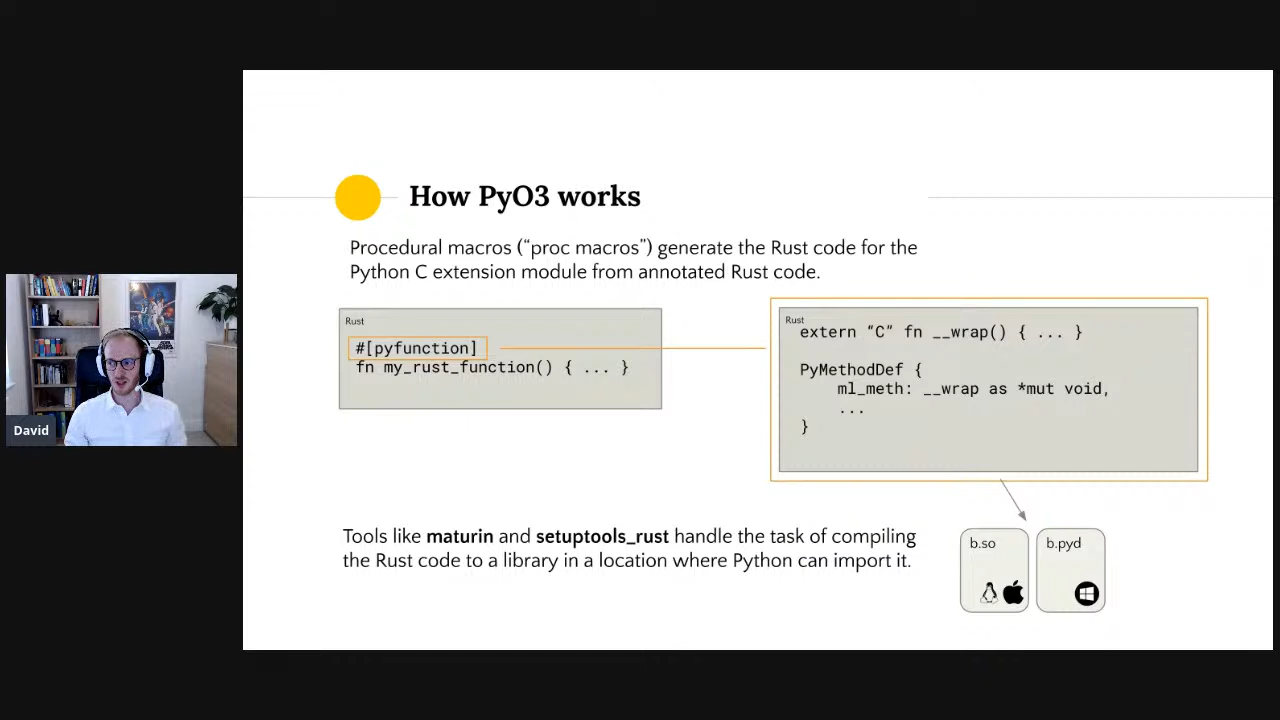 How PyO3 works
Procedural macros (“proc macros”) generate the Rust code for the
Python C extension module from annotated Rust code.
Rust
#[pyfunction]
fn my_rust_function() { ... }
Rust
extern “C” fn __wrap() { ... }
PyMethodDef {
ml_meth: __wrap as *mut void,
...
}
David
Tools like maturin and setuptools_rust handle the task of compiling
the Rust code to a library in a location where Python can import it.
b.so
b.pyd